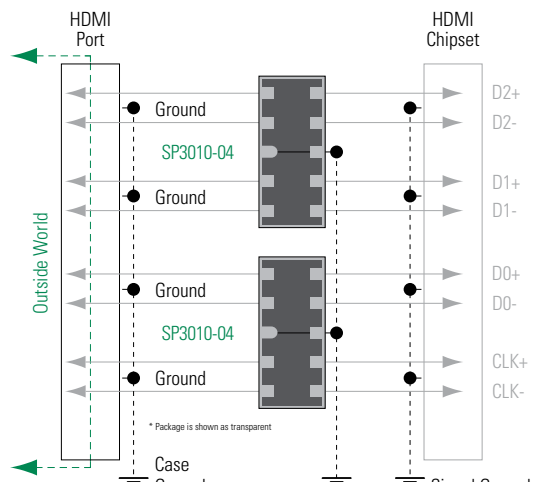 HDMI
Port
HDMI
Chipset
Outside World
D2+
Ground
D2-
SP3010-04
D1+
Ground
D1-
D0+
Ground
D0-
SP3010-04
CLK+
Ground
CLK-
* Package is shown as transparent
Case